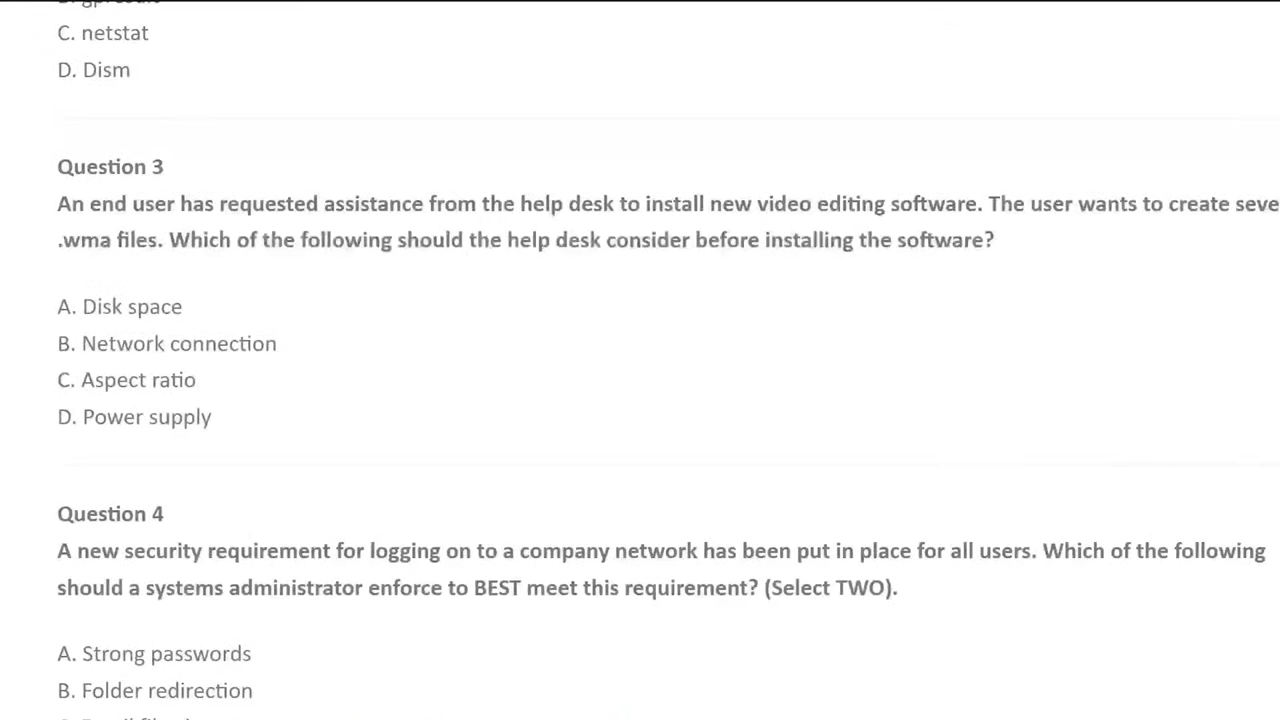 C. netstat
D. Dism
Question 3
An end user has requested assistance from the help desk to install new video editing software. The user wants to create seve
.wma files. Which of the following should the help desk consider before installing the software?
A. Disk space
B. Network connection
C. Aspect ratio
D. Power supply
Question 4
A new security requirement for logging on to a company network has been put in place for all users. Which of the following
should a systems administrator enforce to BEST meet this requirement? (Select TWO).
A. Strong passwords
B. Folder redirection